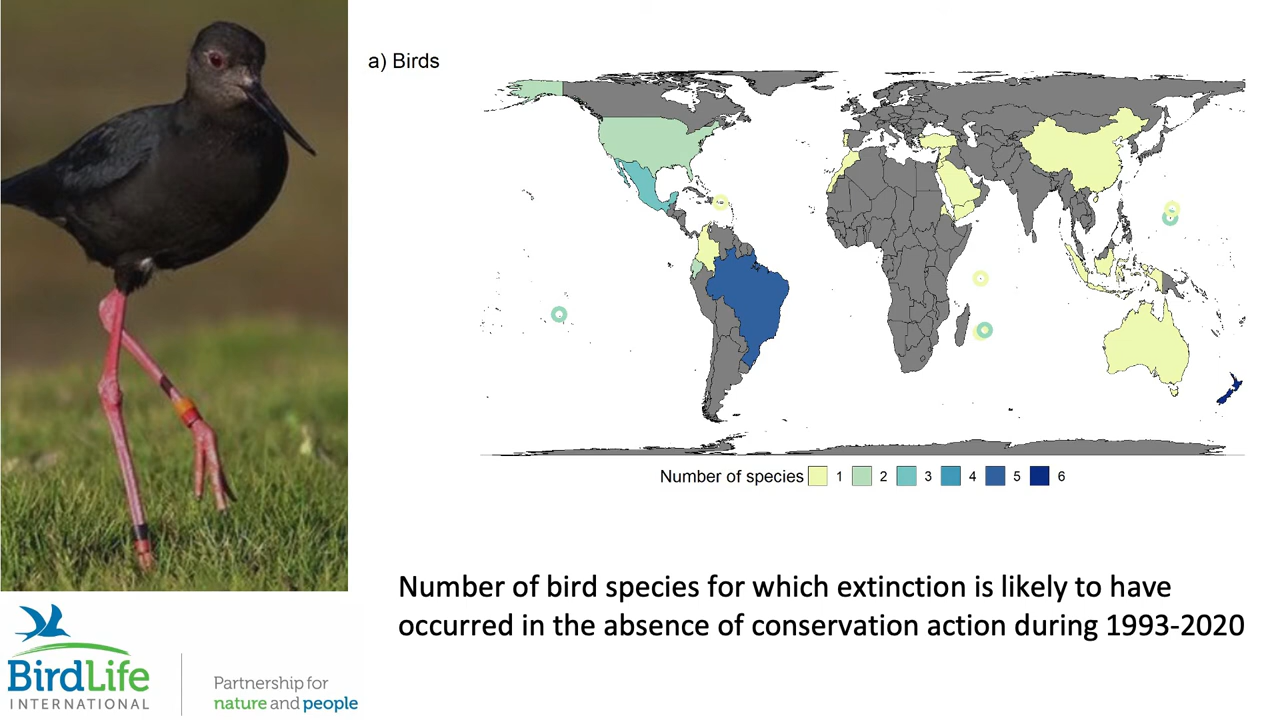 a) Birds
Number of species 1 2 3 4 5 6
Number of bird species for which extinction is likely to have
occurred in the absence of conservation action during 1993-2020
BirdLife
INTERNATIONAL
Partnership for
nature and people